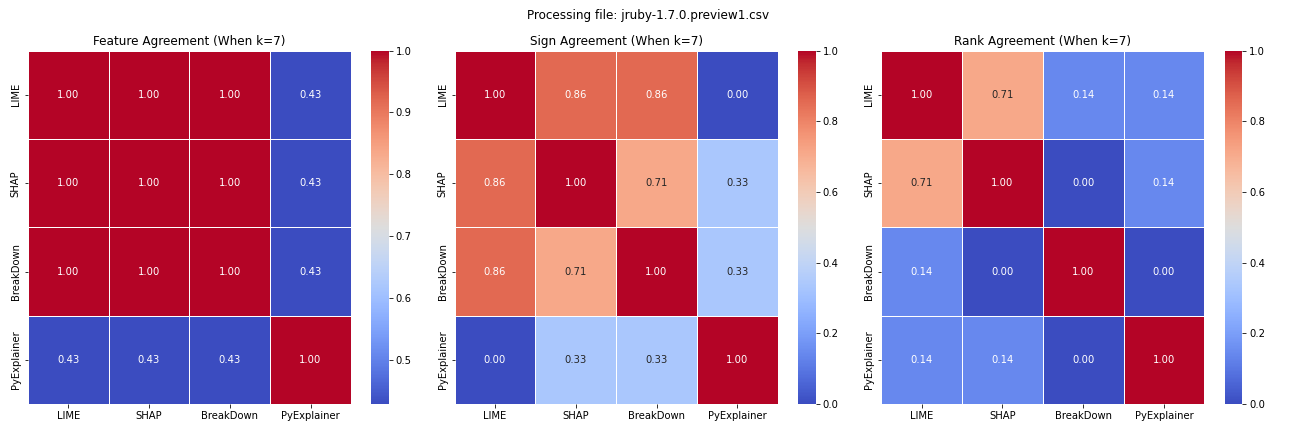 Processing file: jruby-1.7.0.preview1.csv
Feature Agreement (When k=7)
LIME
1.00 1.00 1.00 0.43
SHAP
1.00 1.00 1.00 0.43
BreakDown
1.00 1.00 1.00 0.43
PyExplainer
0.43 0.43 0.43 1.00
LIME SHAP BreakDown PyExplainer
1.0
0.9
0.8
0.7
0.6
0.5
Sign Agreement (When k=7)
LIME
1.00 0.86 0.86 0.00
SHAP
0.86 1.00 0.71 0.33
BreakDown
0.86 0.71 1.00 0.33
PyExplainer
0.00 0.33 0.33 1.00
LIME SHAP BreakDown PyExplainer
1.0
0.8
0.6
0.4
0.2
0.0
Rank Agreement (When k=7)
LIME
1.00 0.71 0.14 0.14
SHAP
0.71 1.00 0.00 0.14
BreakDown
0.14 0.00 1.00 0.00
PyExplainer
0.14 0.14 0.00 1.00
LIME SHAP BreakDown PyExplainer
1.0
0.8
0.6
0.4
0.2
0.0